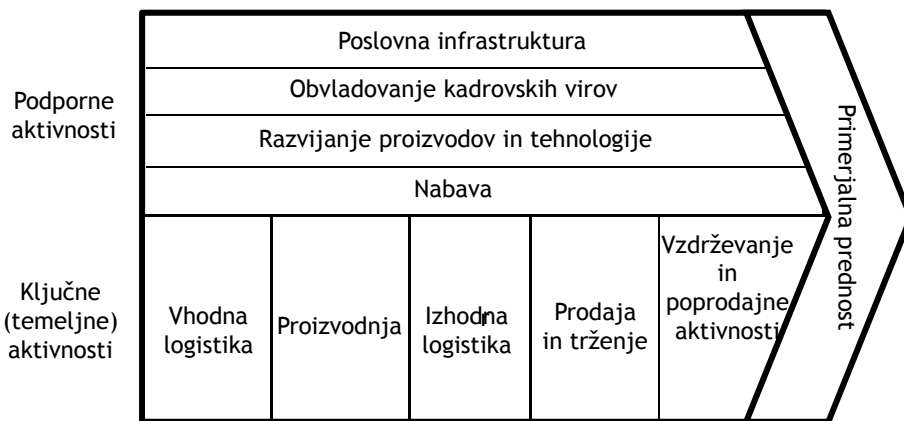 Poslovna infrastruktura
Obvladovanje kadrovskih virov
Podporne
aktivnosti
Razvijanje proizvodov in tehnologije
Nabava
Ključne
(temeljne)
aktivnosti
Vhodna
logistika
Proizvodnja
Izhodna
logistika
Prodaja
in trženje
Vzdrževanje
in
poprodajne
aktivnosti
Primerjalna prednost